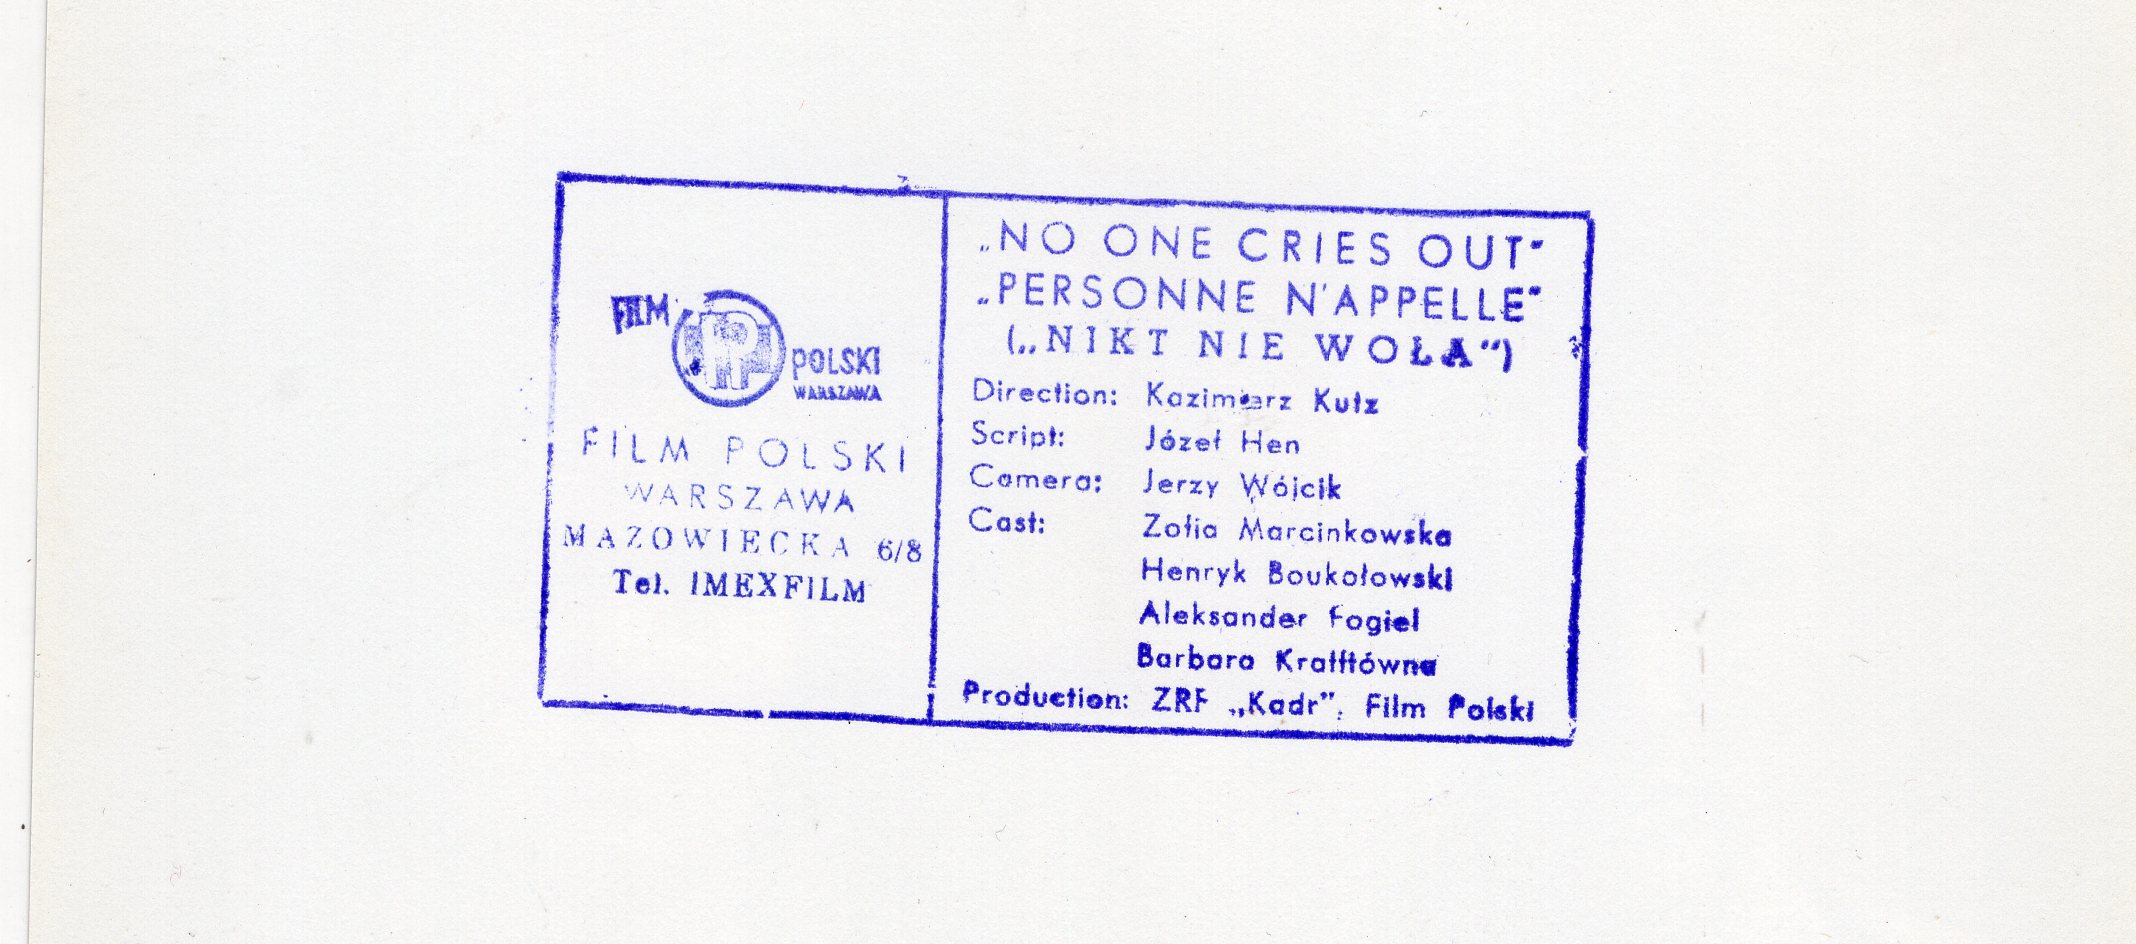 FILM
FP
POLSKI
WARSZAWA
FILM POLSKI
WARSZAWA
MAZOWIECKA 6/8
Tel. IMEXFILM
„NO ONE CRIES OUT"
„PERSONNE N'APPELLE"
(„NIKT NIE WOŁA")
Direction: Kazimierz Kutz
Script: Józef Hen
Camera: Jerzy Wójcik
Cast: Zofia Marcinkowska
Henryk Boukołowski
Aleksander Fogiel
Barbara Krafftówna
Production: ZRF „Kadr". Film Polski